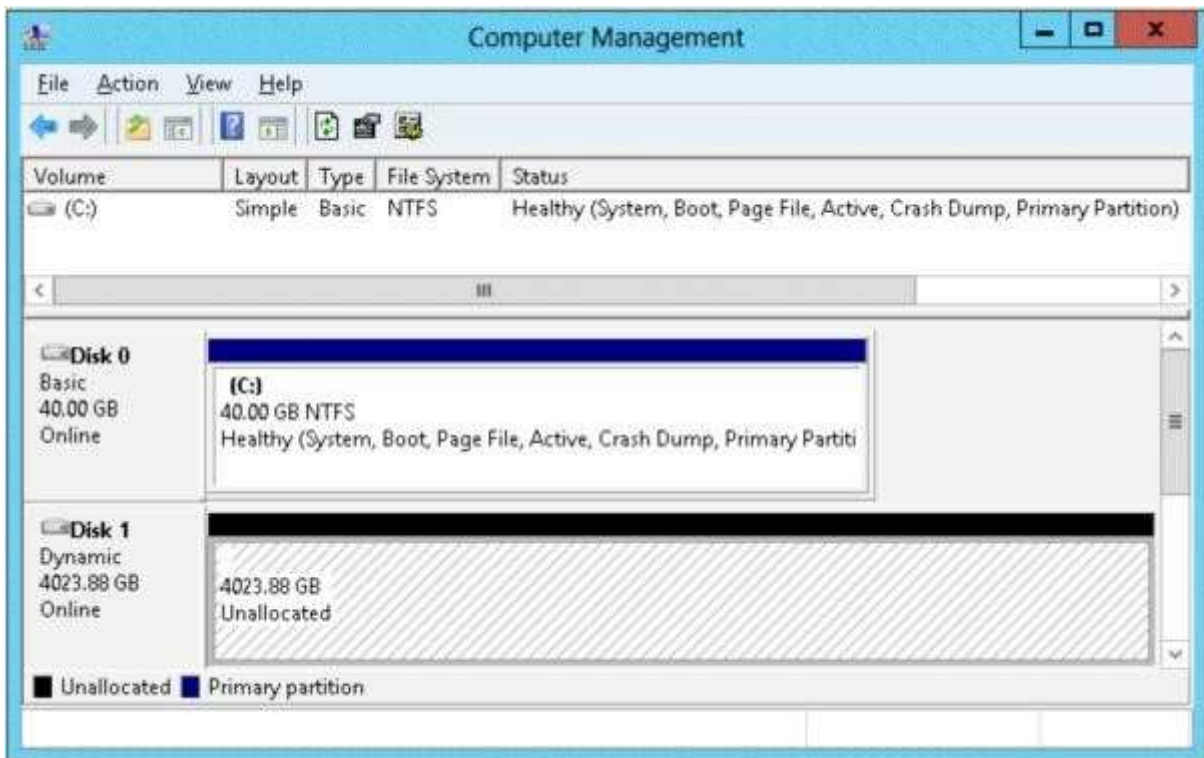 Computer Management
File Action View Help
Volume Layout Type File System Status
(C:) Simple Basic NTFS Healthy (System, Boot, Page File, Active, Crash Dump, Primary Partition)
Disk 0
Basic
40.00 GB
Online
(C:)
40.00 GB NTFS
Healthy (System, Boot, Page File, Active, Crash Dump, Primary Partiti
Disk 1
Dynamic
4023.88 GB
Online
4023.88 GB
Unallocated
Unallocated Primary partition